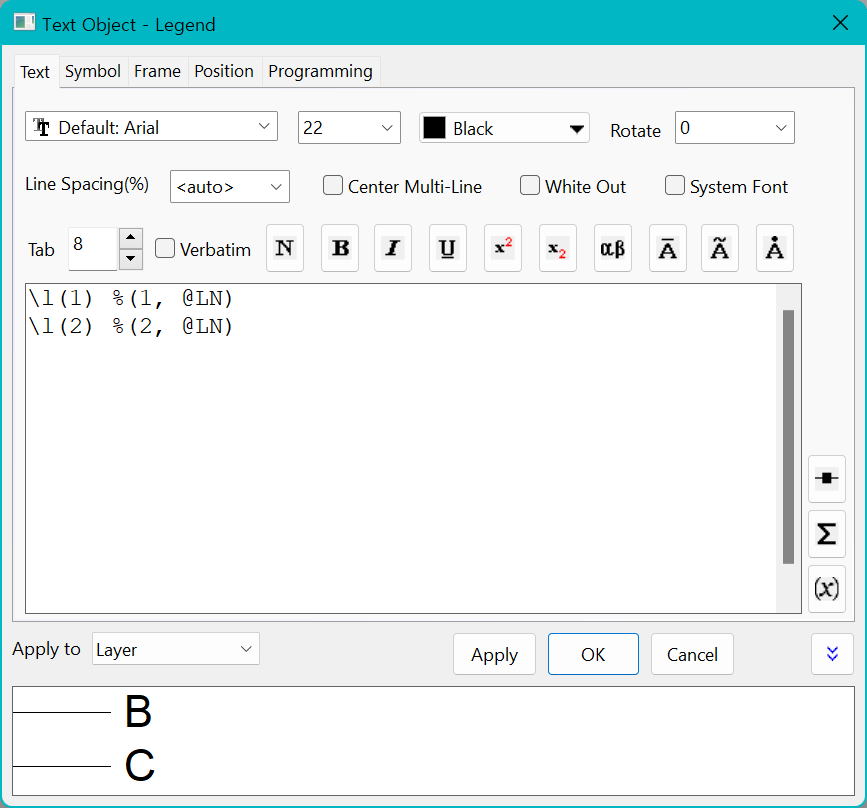 Text Object - Legend
Text Symbol Frame Position Programming
Default: Arial 22 Black Rotate 0
Line Spacing(%) <auto> Center Multi-Line White Out System Font
Tab 8 Verbatim N B I U x² x₂ αβ Ā Ã Å
\l(1) %(1, @LN)
\l(2) %(2, @LN)
Σ
(x)
Apply to Layer Apply OK Cancel
B
C